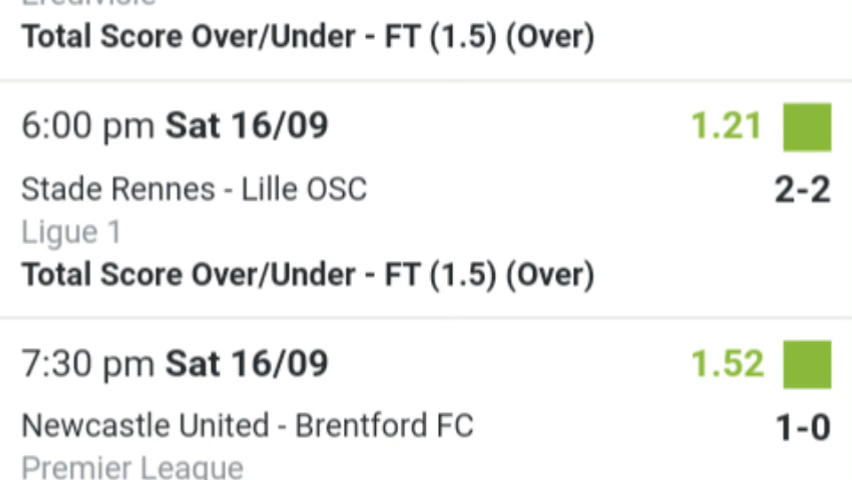 Eredivisie
Total Score Over/Under - FT (1.5) (Over)
6:00 pm Sat 16/09 1.21
Stade Rennes - Lille OSC 2-2
Ligue 1
Total Score Over/Under - FT (1.5) (Over)
7:30 pm Sat 16/09 1.52
Newcastle United - Brentford FC 1-0
Premier League